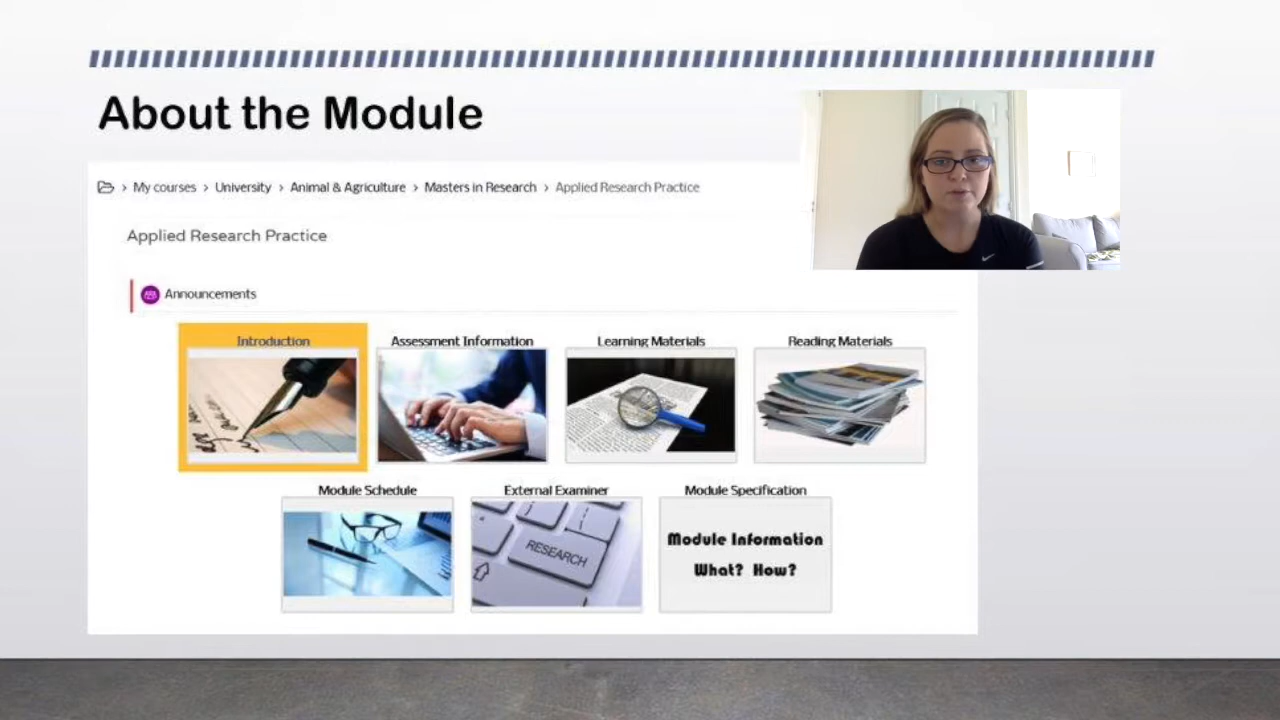 About the Module
My courses › University › Animal & Agriculture › Masters in Research › Applied Research Practice
Applied Research Practice
Announcements
Introduction
Assessment Information
Learning Materials
Reading Materials
Module Schedule
External Examiner
Module Specification
RESEARCH
Module Information
What? How?